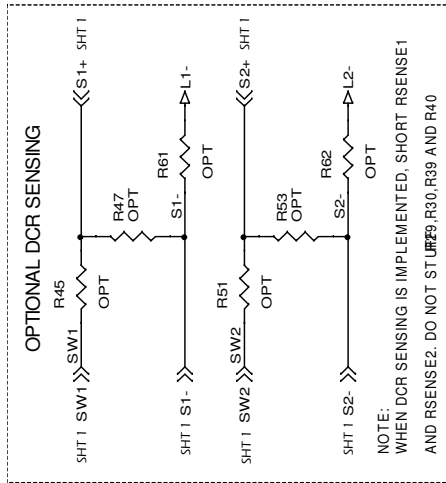 OPTIONAL DCR SENSING
SHT 1 SW1
SW1
R45
OPT
S1+ SHT 1
R47
OPT
SHT 1 S1-
S1-
R61
OPT
L1-
SHT 1 SW2
SW2
R51
OPT
S2+ SHT 1
R53
OPT
SHT 1 S2-
S2-
R62
OPT
L2-
NOTE:
WHEN DCR SENSING IS IMPLEMENTED, SHORT RSENSE1
AND RSENSE2. DO NOT STUFF R29,R30,R39 AND R40